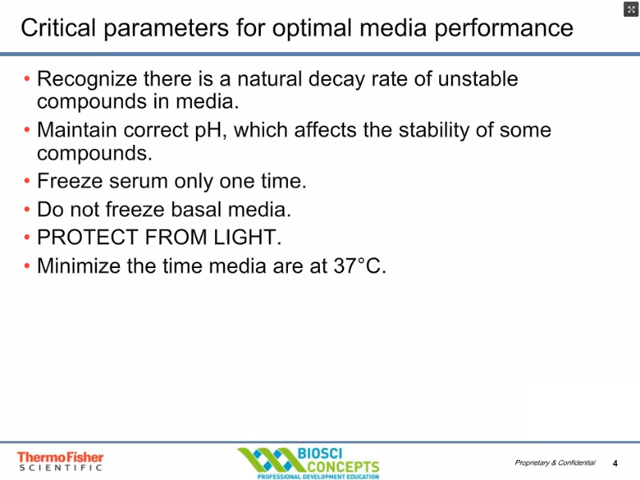 Critical parameters for optimal media performance
• Recognize there is a natural decay rate of unstable
compounds in media.
• Maintain correct pH, which affects the stability of some
compounds.
• Freeze serum only one time.
• Do not freeze basal media.
• PROTECT FROM LIGHT.
• Minimize the time media are at 37°C.
ThermoFisher
SCIENTIFIC
BIOSCI
CONCEPTS
PROFESSIONAL DEVELOPMENT EDUCATION
Proprietary & Confidential
4